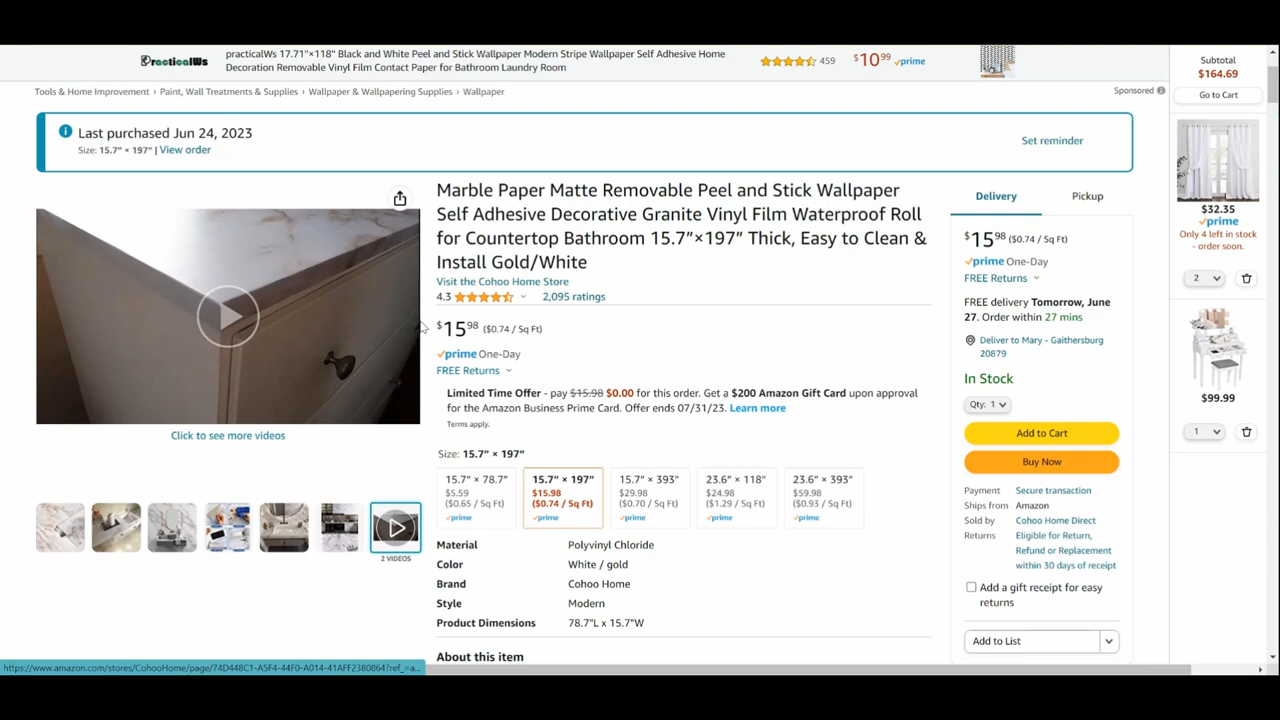 PracticalWs
practicalWs 17.71"×118" Black and White Peel and Stick Wallpaper Modern Stripe Wallpaper Self Adhesive Home
Decoration Removable Vinyl Film Contact Paper for Bathroom Laundry Room
459
$10 99 prime
Subtotal
$164.69
Go to Cart
Tools & Home Improvement › Paint, Wall Treatments & Supplies › Wallpaper & Wallpapering Supplies › Wallpaper
Sponsored
Last purchased Jun 24, 2023
Size: 15.7" × 197" | View order
Set reminder
Marble Paper Matte Removable Peel and Stick Wallpaper
Self Adhesive Decorative Granite Vinyl Film Waterproof Roll
for Countertop Bathroom 15.7"×197" Thick, Easy to Clean &
Install Gold/White
Visit the Cohoo Home Store
4.3
2,095 ratings
$15 98 ($0.74 / Sq Ft)
prime One-Day
FREE Returns
Limited Time Offer - pay $15.98 $0.00 for this order. Get a $200 Amazon Gift Card upon approval
for the Amazon Business Prime Card. Offer ends 07/31/23. Learn more
Terms apply.
Size: 15.7" × 197"
15.7" × 78.7"
$5.59
($0.65 / Sq Ft)
prime
15.7" × 197"
$15.98
($0.74 / Sq Ft)
prime
15.7" × 393"
$29.98
($0.70 / Sq Ft)
prime
23.6" × 118"
$24.98
($1.29 / Sq Ft)
prime
23.6" × 393"
$59.98
($0.93 / Sq Ft)
prime
Material Polyvinyl Chloride
Color White / gold
Brand Cohoo Home
Style Modern
Product Dimensions 78.7"L x 15.7"W
About this item
Click to see more videos
2 VIDEOS
Delivery
Pickup
$15 98 ($0.74 / Sq Ft)
prime One-Day
FREE Returns
FREE delivery Tomorrow, June
27. Order within 27 mins
Deliver to Mary - Gaithersburg
20879
In Stock
Qty: 1
Add to Cart
Buy Now
Payment Secure transaction
Ships from Amazon
Sold by Cohoo Home Direct
Returns Eligible for Return,
Refund or Replacement
within 30 days of receipt
Add a gift receipt for easy
returns
Add to List
$32.35
prime
Only 4 left in stock
- order soon.
2
$99.99
1
https://www.amazon.com/stores/CohooHome/page/74D448C1-A5F4-44F0-A014-41AFF2380864?ref_=a...